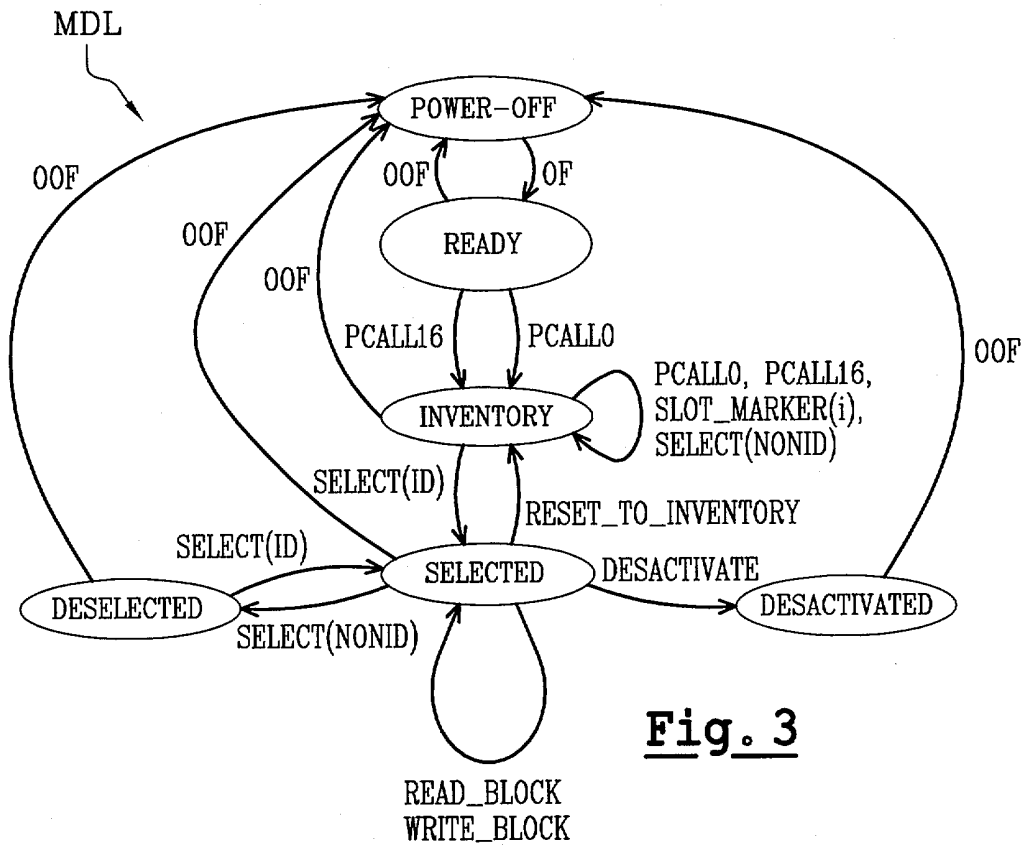 MDL
POWER-OFF
OOF
OOF
OF
OOF
READY
OOF
PCALL16
PCALL0
OOF
INVENTORY
PCALL0, PCALL16,
SLOT_MARKER(i),
SELECT(NONID)
SELECT(ID)
RESET_TO_INVENTORY
SELECT(ID)
SELECTED
DESACTIVATE
DESELECTED
DESACTIVATED
SELECT(NONID)
Fig. 3
READ_BLOCK
WRITE_BLOCK